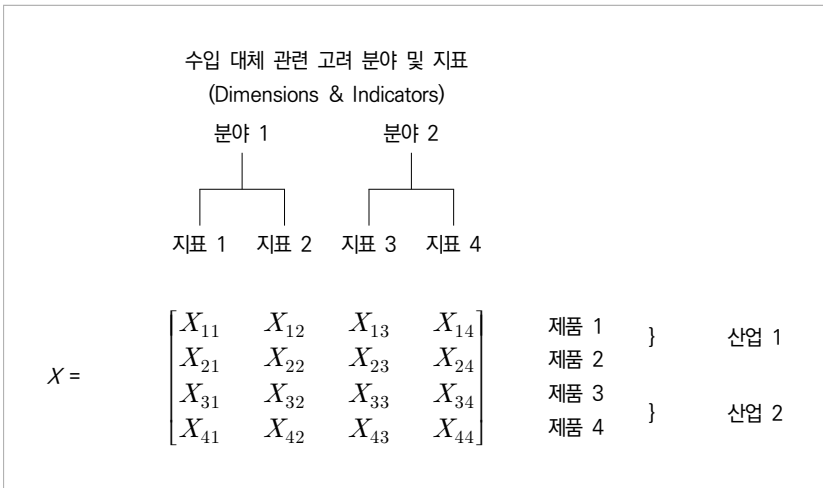 수입 대체 관련 고려 분야 및 지표
(Dimensions & Indicators)
분야 1 분야 2
지표 1 지표 2 지표 3 지표 4
X =
X₁₁ X₁₂ X₁₃ X₁₄ 제품 1 } 산업 1
X₂₁ X₂₂ X₂₃ X₂₄ 제품 2
X₃₁ X₃₂ X₃₃ X₃₄ 제품 3 } 산업 2
X₄₁ X₄₂ X₄₃ X₄₄ 제품 4